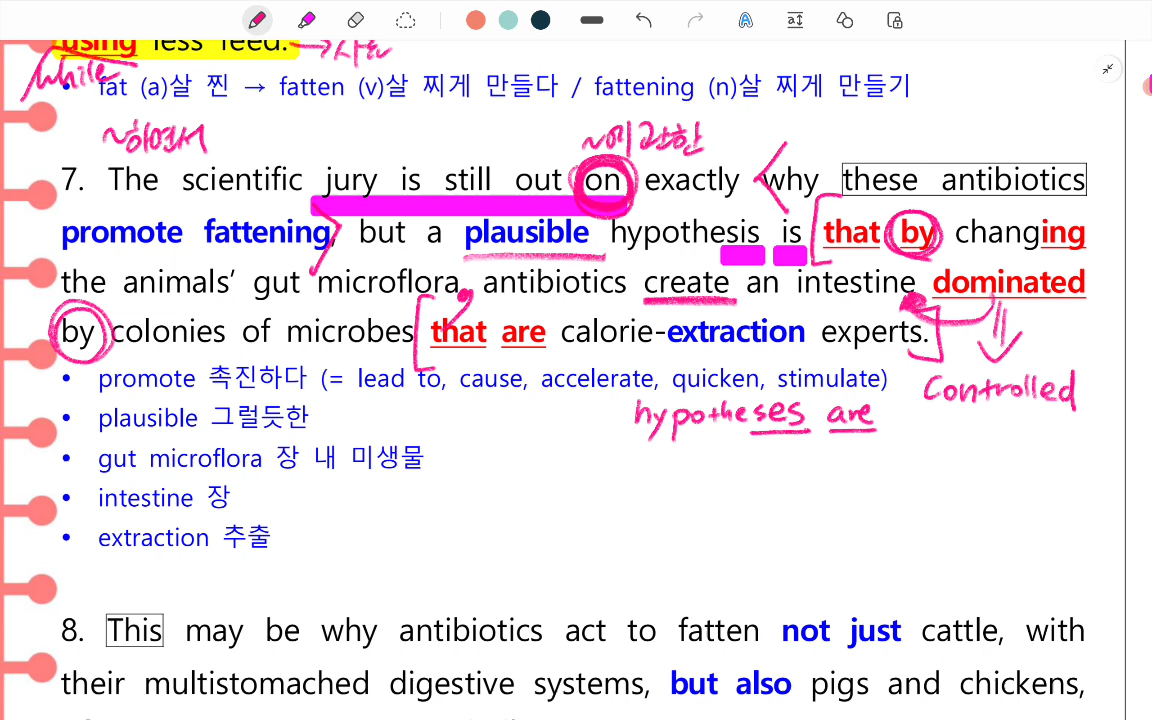 using less feed. → 사료
while
• fat (a)살 찐 → fatten (v)살 찌게 만들다 / fattening (n)살 찌게 만들기
~하면서
~에 관한
7. The scientific jury is still out on exactly why these antibiotics
promote fattening, but a plausible hypothesis is that by changing
the animals’ gut microflora, antibiotics create an intestine dominated
by colonies of microbes that are calorie-extraction experts.
• promote 촉진하다 (= lead to, cause, accelerate, quicken, stimulate)
controlled
• plausible 그럴듯한
hypotheses are
• gut microflora 장 내 미생물
• intestine 장
• extraction 추출
8. This may be why antibiotics act to fatten not just cattle, with
their multistomached digestive systems, but also pigs and chickens,